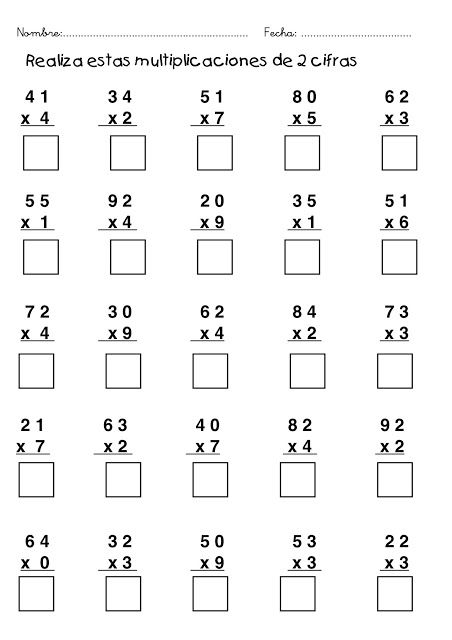 Nombre:........................................................ Fecha: ....................................
Realiza estas multiplicaciones de 2 cifras
41 34 51 80 62
x 4 x 2 x 7 x 5 x 3
55 92 20 35 51
x 1 x 4 x 9 x 1 x 6
72 30 62 84 73
x 4 x 9 x 4 x 2 x 3
21 63 40 82 92
x 7 x 2 x 7 x 4 x 2
64 32 50 53 22
x 0 x 3 x 9 x 3 x 3